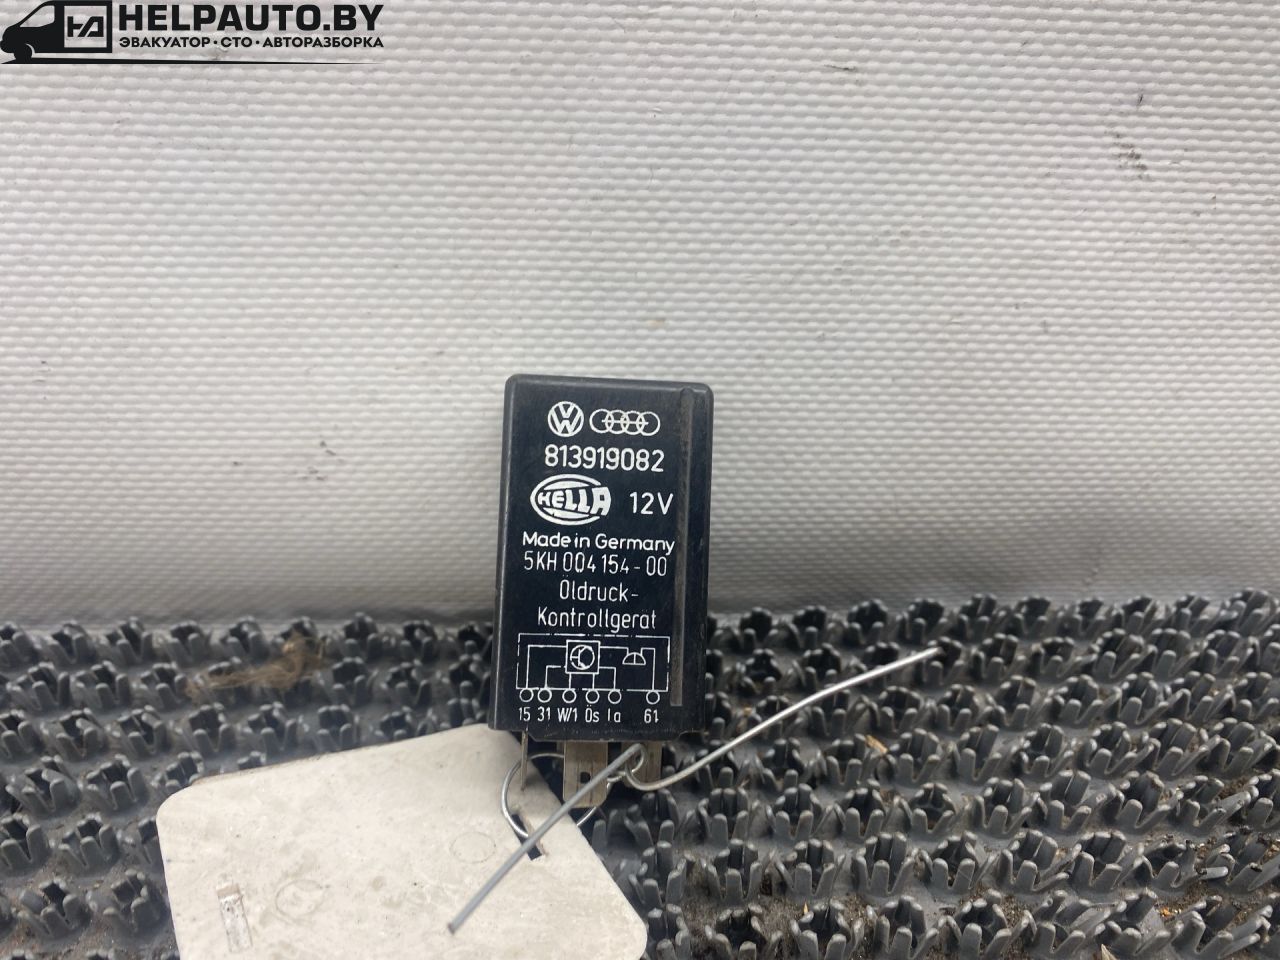 HELPAUTO.BY
ЭВАКУАТОР·СТО·АВТОРАЗБОРКА
813919082
HELLA 12V
Made in Germany
5KH 004 154-00
Öldruck-
Kontrollgerät
15 31 W/1 Ös la 61